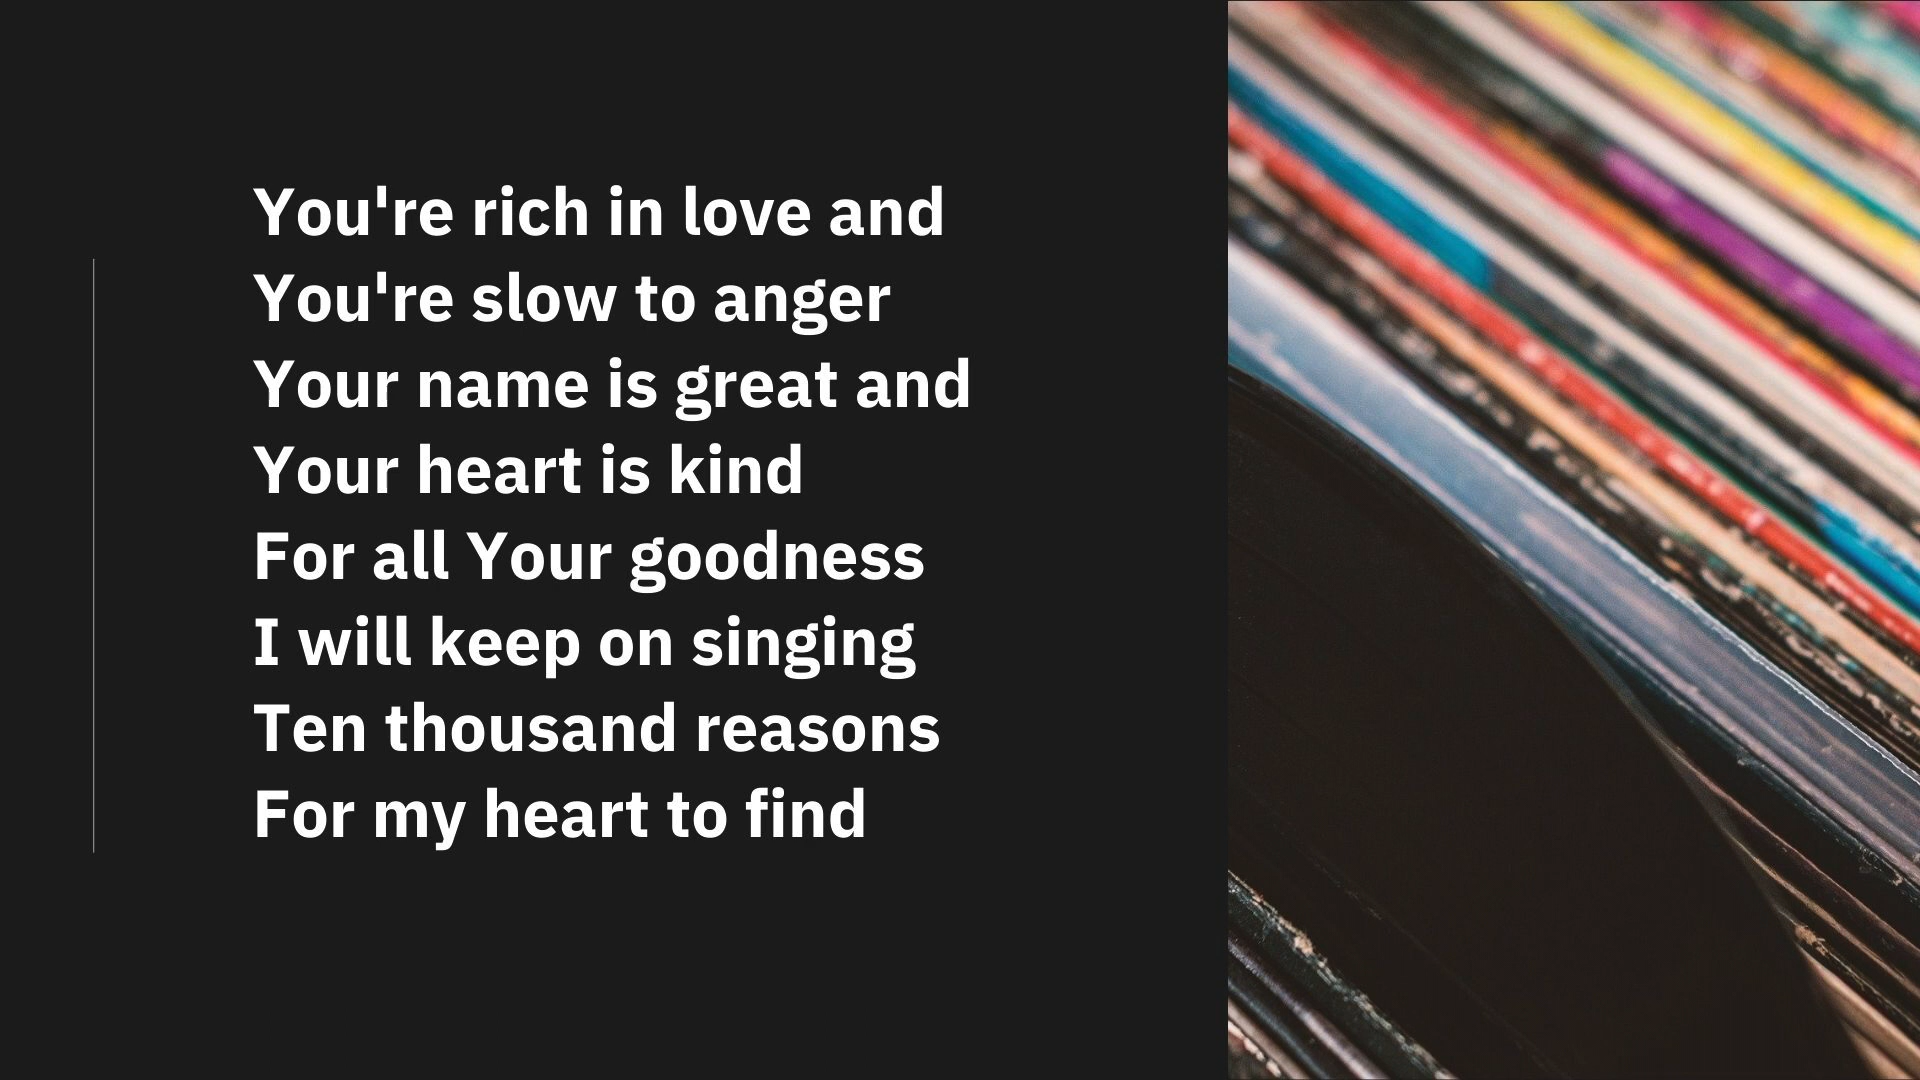 You're rich in love and
You're slow to anger
Your name is great and
Your heart is kind
For all Your goodness
I will keep on singing
Ten thousand reasons
For my heart to find